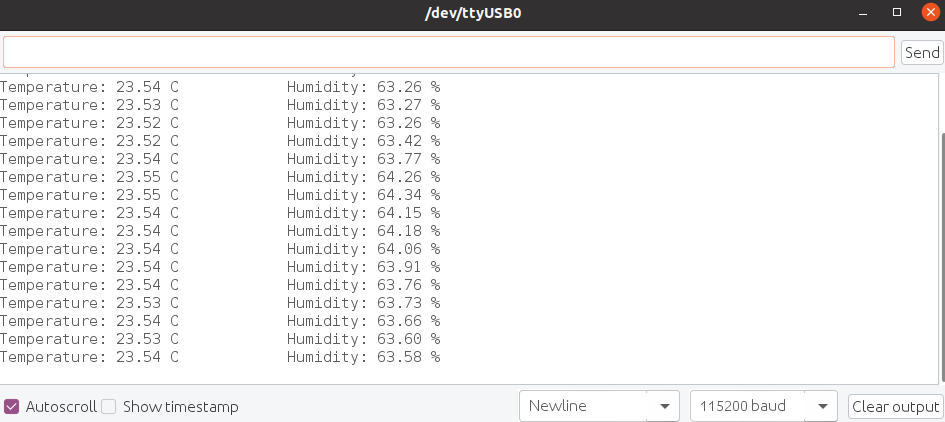 /dev/ttyUSB0
Send
Temperature: 23.54 C Humidity: 63.26 %
Temperature: 23.53 C Humidity: 63.27 %
Temperature: 23.52 C Humidity: 63.26 %
Temperature: 23.52 C Humidity: 63.42 %
Temperature: 23.54 C Humidity: 63.77 %
Temperature: 23.55 C Humidity: 64.26 %
Temperature: 23.55 C Humidity: 64.34 %
Temperature: 23.54 C Humidity: 64.15 %
Temperature: 23.54 C Humidity: 64.18 %
Temperature: 23.54 C Humidity: 64.06 %
Temperature: 23.54 C Humidity: 63.91 %
Temperature: 23.54 C Humidity: 63.76 %
Temperature: 23.53 C Humidity: 63.73 %
Temperature: 23.54 C Humidity: 63.66 %
Temperature: 23.53 C Humidity: 63.60 %
Temperature: 23.54 C Humidity: 63.58 %
Autoscroll Show timestamp Newline 115200 baud Clear output